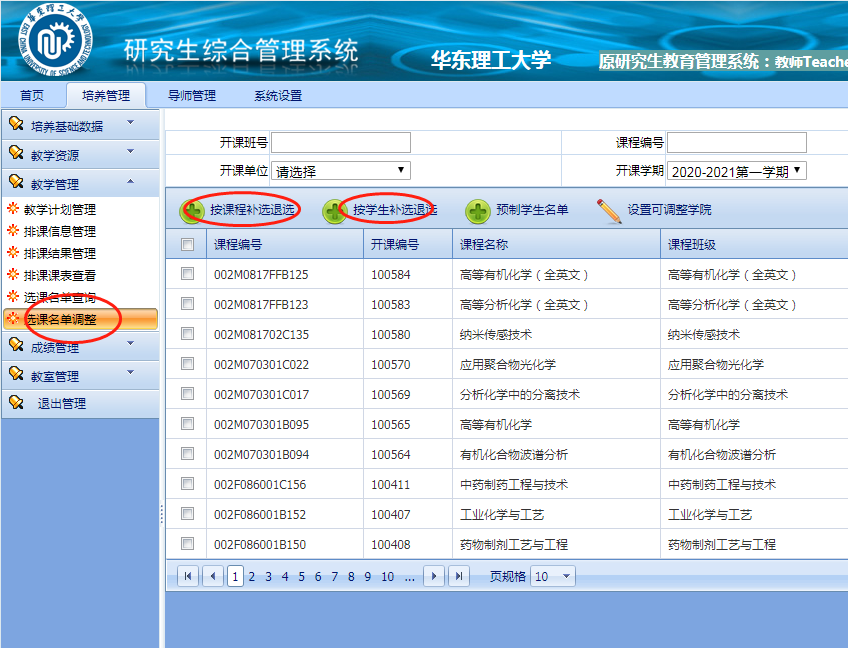 华东理工大学
EAST CHINA UNIVERSITY OF SCIENCE AND TECHNOLOGY
研究生综合管理系统
华东理工大学
原研究生教育管理系统：教师Teache
首页 培养管理 导师管理 系统设置
培养基础数据
教学资源
教学管理
教学计划管理
排课信息管理
排课结果管理
排课课表查看
选课名单查询
选课名单调整
成绩管理
教室管理
退出管理
开课班号 课程编号
开课单位 请选择 开课学期 2020-2021第一学期
按课程补选退选 按学生补选退选 预制学生名单 设置可调整学院
课程编号 开课编号 课程名称 课程班级
002M0817FFB125 100584 高等有机化学（全英文） 高等有机化学（全英文）
002M0817FFB123 100583 高等分析化学（全英文） 高等分析化学（全英文）
002M081702C135 100580 纳米传感技术 纳米传感技术
002M070301C022 100570 应用聚合物光化学 应用聚合物光化学
002M070301C017 100569 分析化学中的分离技术 分析化学中的分离技术
002M070301B095 100565 高等有机化学 高等有机化学
002M070301B094 100564 有机化合物波谱分析 有机化合物波谱分析
002F086001C156 100411 中药制药工程与技术 中药制药工程与技术
002F086001B152 100407 工业化学与工艺 工业化学与工艺
002F086001B150 100408 药物制剂工艺与工程 药物制剂工艺与工程
1 2 3 4 5 6 7 8 9 10 ... 页规格 10